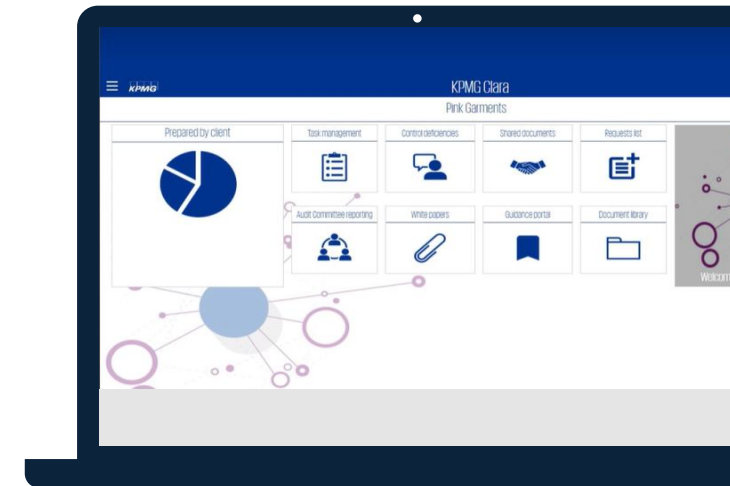 KPMG
KPMG Clara
Pink Garments
Prepared by client
Task management
Control deficiencies
Shared documents
Requests list
Audit Committee reporting
White papers
Guidance portal
Document library
Welcom